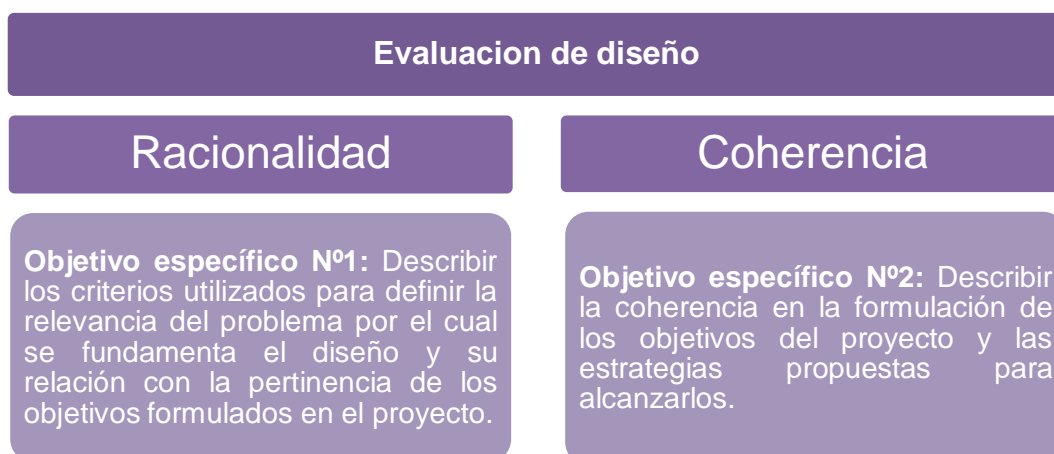 Evaluacion de diseño
Racionalidad
Objetivo específico Nº1: Describir
los criterios utilizados para definir la
relevancia del problema por el cual
se fundamenta el diseño y su
relación con la pertinencia de los
objetivos formulados en el proyecto.
Coherencia
Objetivo específico Nº2: Describir
la coherencia en la formulación de
los objetivos del proyecto y las
estrategias propuestas para
alcanzarlos.